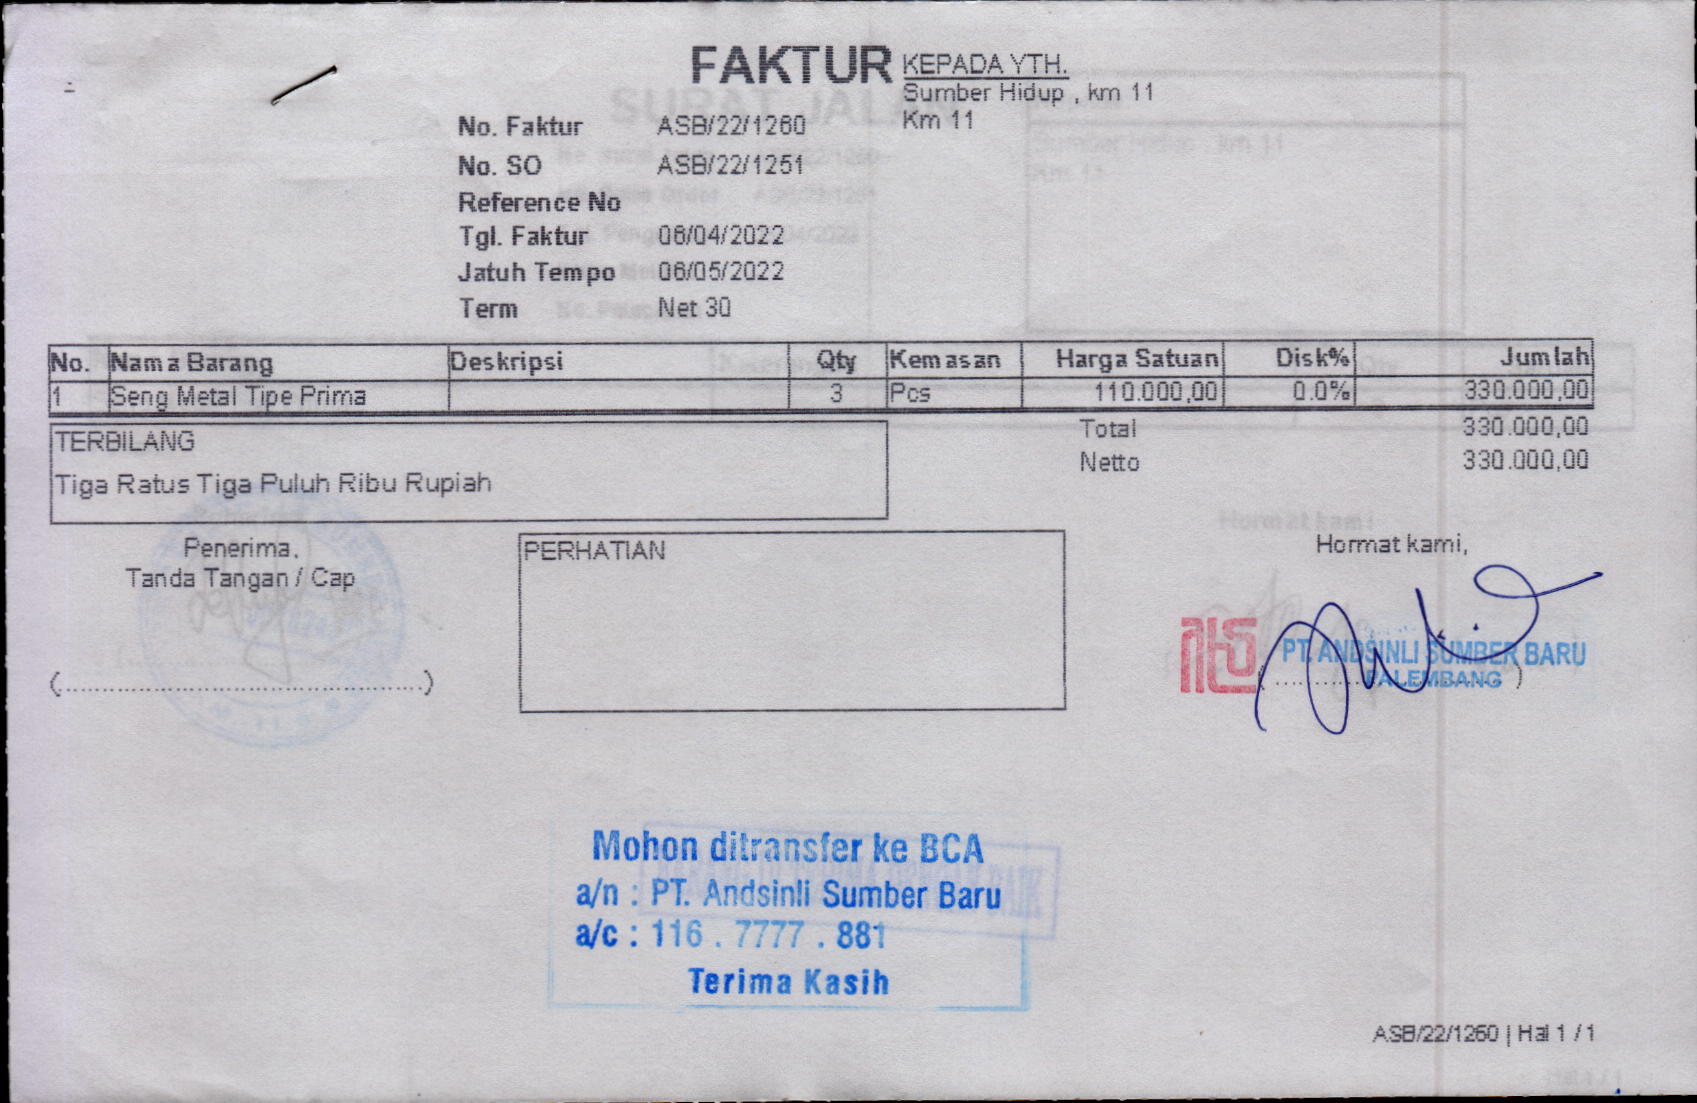 FAKTUR
KEPADA YTH.
Sumber Hidup , km 11
Km 11
No. Faktur ASB/22/1260
No. SO ASB/22/1251
Reference No
Tgl. Faktur 06/04/2022
Jatuh Tempo 06/05/2022
Term Net 30
No. Nama Barang Deskripsi Qty Kemasan Harga Satuan Disk% Jumlah
1 Seng Metal Tipe Prima 3 Pcs 110.000,00 0.0% 330.000,00
Total 330.000,00
Netto 330.000,00
TERBILANG
Tiga Ratus Tiga Puluh Ribu Rupiah
Penerima,
Tanda Tangan / Cap
(..................................................)
PERHATIAN
Hormat kami,
PT. ANDSINLI SUMBER BARU
PALEMBANG
Mohon ditransfer ke BCA
a/n : PT. Andsinli Sumber Baru
a/c : 116 . 7777 . 881
Terima Kasih
ASB/22/1260 | Hal 1 / 1